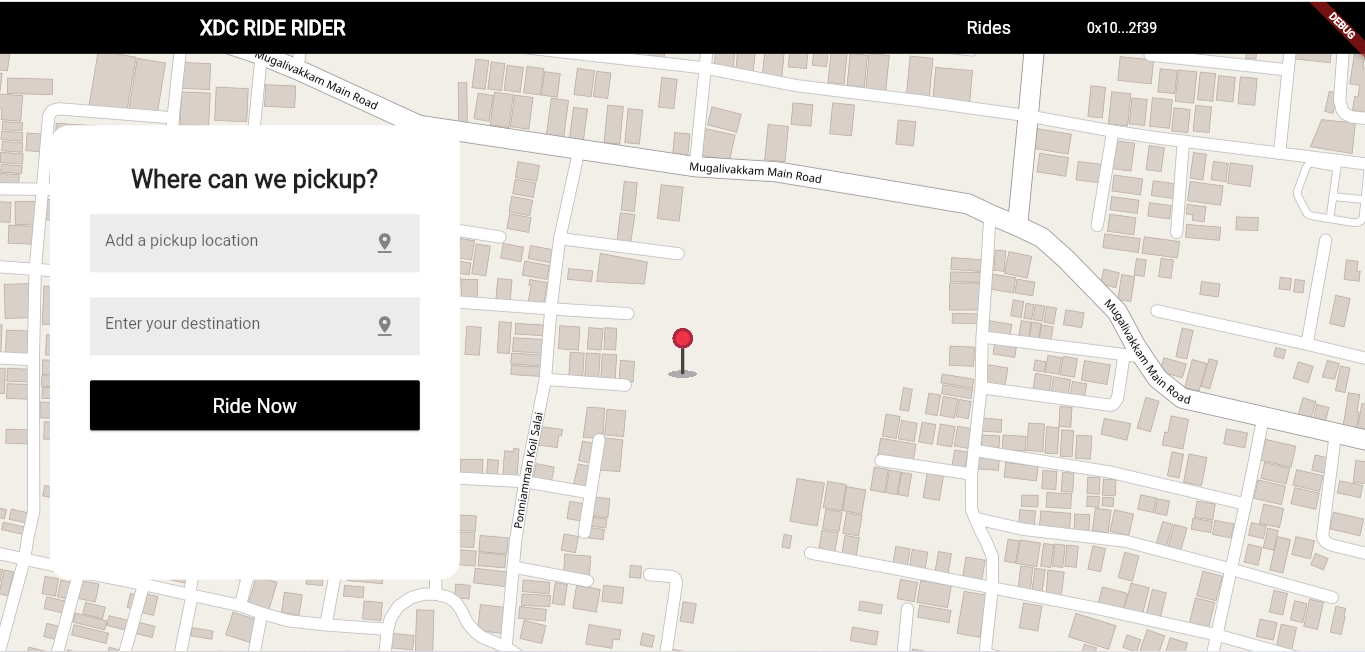 XDC RIDE RIDER
Rides
0x10...2f39
DEBUG
Mugalivakkam Main Road
Mugalivakkam Main Road
Where can we pickup?
Add a pickup location
Enter your destination
Ride Now
Mugalivakkam Main Road
Ponniamman Koil Salai